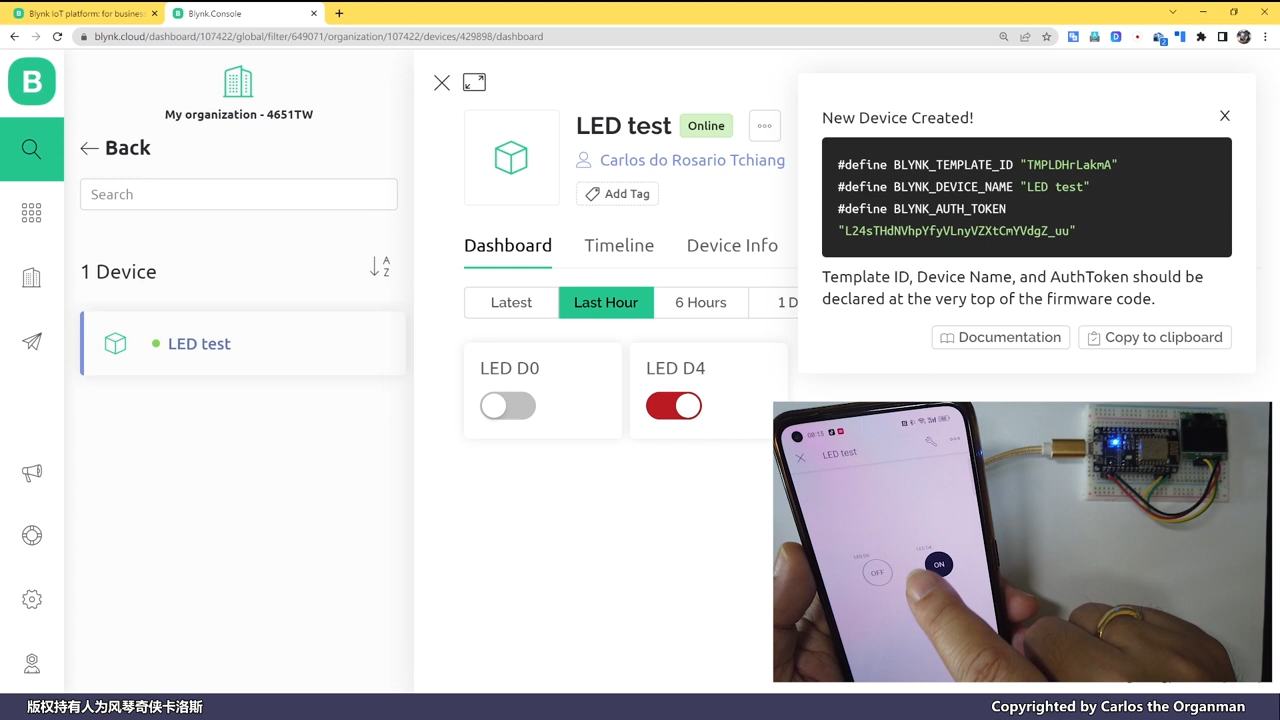 Blynk IoT platform: for busines
Blynk.Console
blynk.cloud/dashboard/107422/global/filter/649071/organization/107422/devices/429898/dashboard
B
My organization - 4651TW
Back
Search
1 Device
A
Z
LED test
LED test
Online
Carlos do Rosario Tchiang
Add Tag
Dashboard
Timeline
Device Info
Latest
Last Hour
6 Hours
1 D
LED D0
LED D4
New Device Created!
#define BLYNK_TEMPLATE_ID "TMPLDHrLakmA"
#define BLYNK_DEVICE_NAME "LED test"
#define BLYNK_AUTH_TOKEN
"L24sTHdNVhpYfyVLnyVZXtCmYVdgZ_uu"
Template ID, Device Name, and AuthToken should be
declared at the very top of the firmware code.
Documentation
Copy to clipboard
08:13
LED test
LED D4
OFF
ON
版权持有人为风琴奇侠卡洛斯
Copyrighted by Carlos the Organman